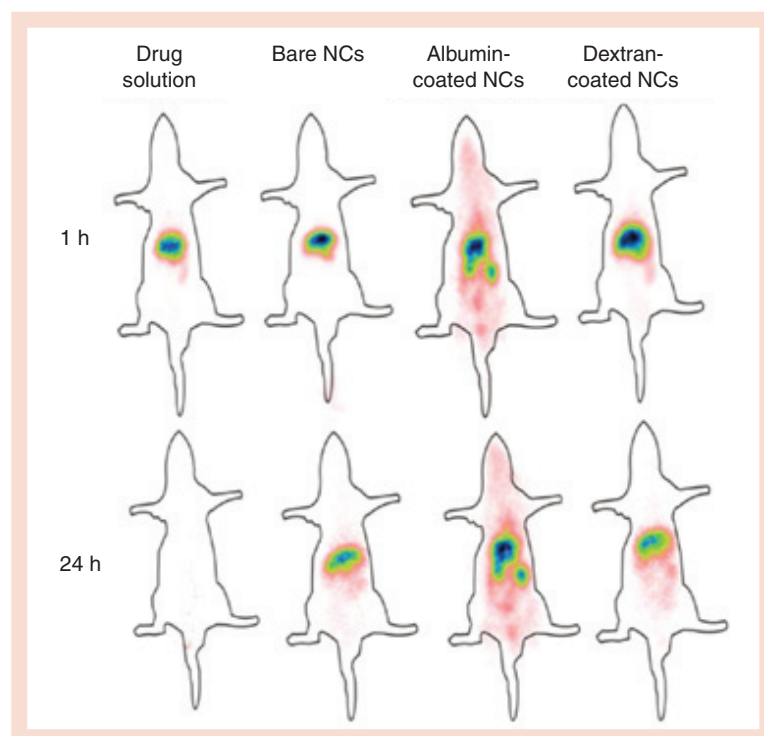 Drug
solution
Bare NCs
Albumin-
coated NCs
Dextran-
coated NCs
1 h
24 h